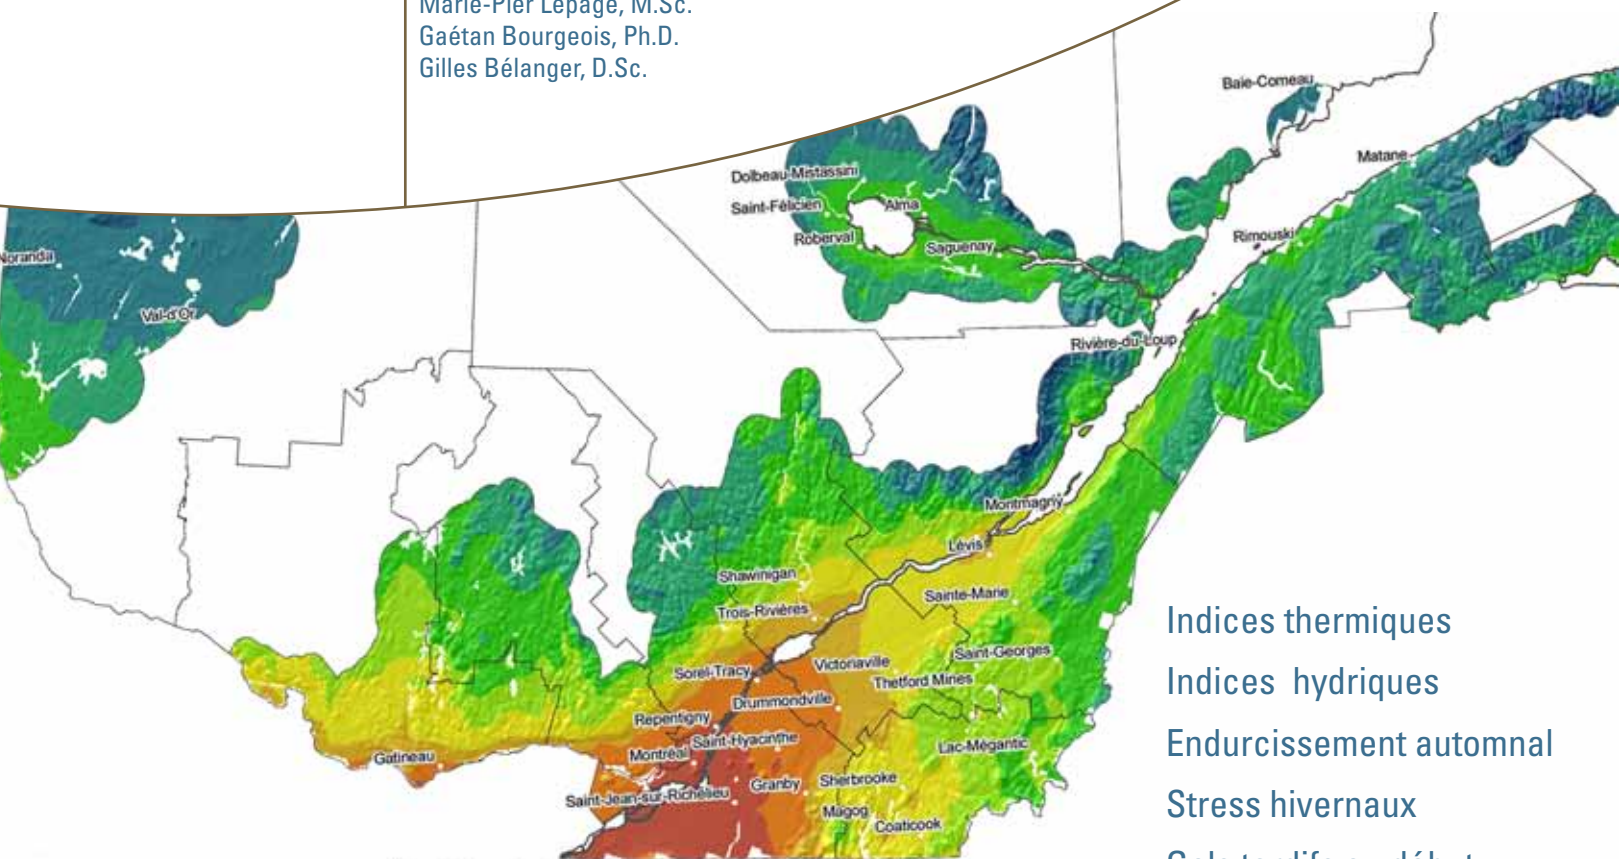 Marie-Pier Lepage, M.Sc.
Gaétan Bourgeois, Ph.D.
Gilles Bélanger, D.Sc.
Baie-Comeau
Matane
Dolbeau-Mistassini
Saint-Félicien
Alma
Roberval
Saguenay
Rimouski
Noranda
Val-d'Or
Rivière-du-Loup
Montmagny
Lévis
Shawinigan
Sainte-Marie
Trois-Rivières
Saint-Georges
Victoriaville
Sorel-Tracy
Thetford Mines
Drummondville
Repentigny
Saint-Hyacinthe
Montréal
Lac-Mégantic
Gatineau
Granby
Sherbrooke
Saint-Jean-sur-Richelieu
Magog
Coaticook
Indices thermiques
Indices hydriques
Endurcissement automnal
Stress hivernaux